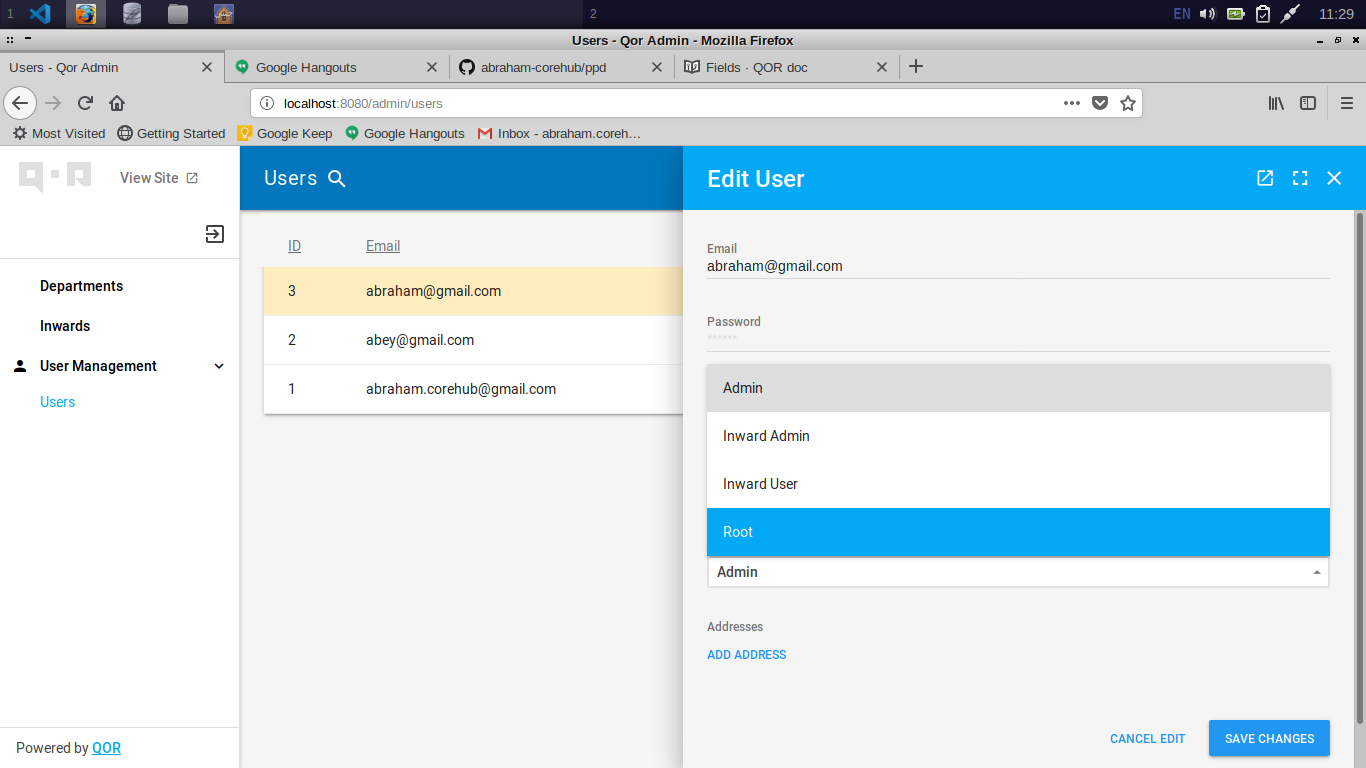 1
2
EN
11:29
Users - Qor Admin - Mozilla Firefox
Users - Qor Admin
Google Hangouts
abraham-corehub/ppd
Fields · QOR doc
localhost:8080/admin/users
Most Visited
Getting Started
Google Keep
Google Hangouts
Inbox - abraham.coreh…
View Site
Departments
Inwards
User Management
Users
Powered by QOR
Users
ID Email
3 abraham@gmail.com
2 abey@gmail.com
1 abraham.corehub@gmail.com
Edit User
Email
abraham@gmail.com
Password
******
Admin
Inward Admin
Inward User
Root
Admin
Addresses
ADD ADDRESS
CANCEL EDIT
SAVE CHANGES